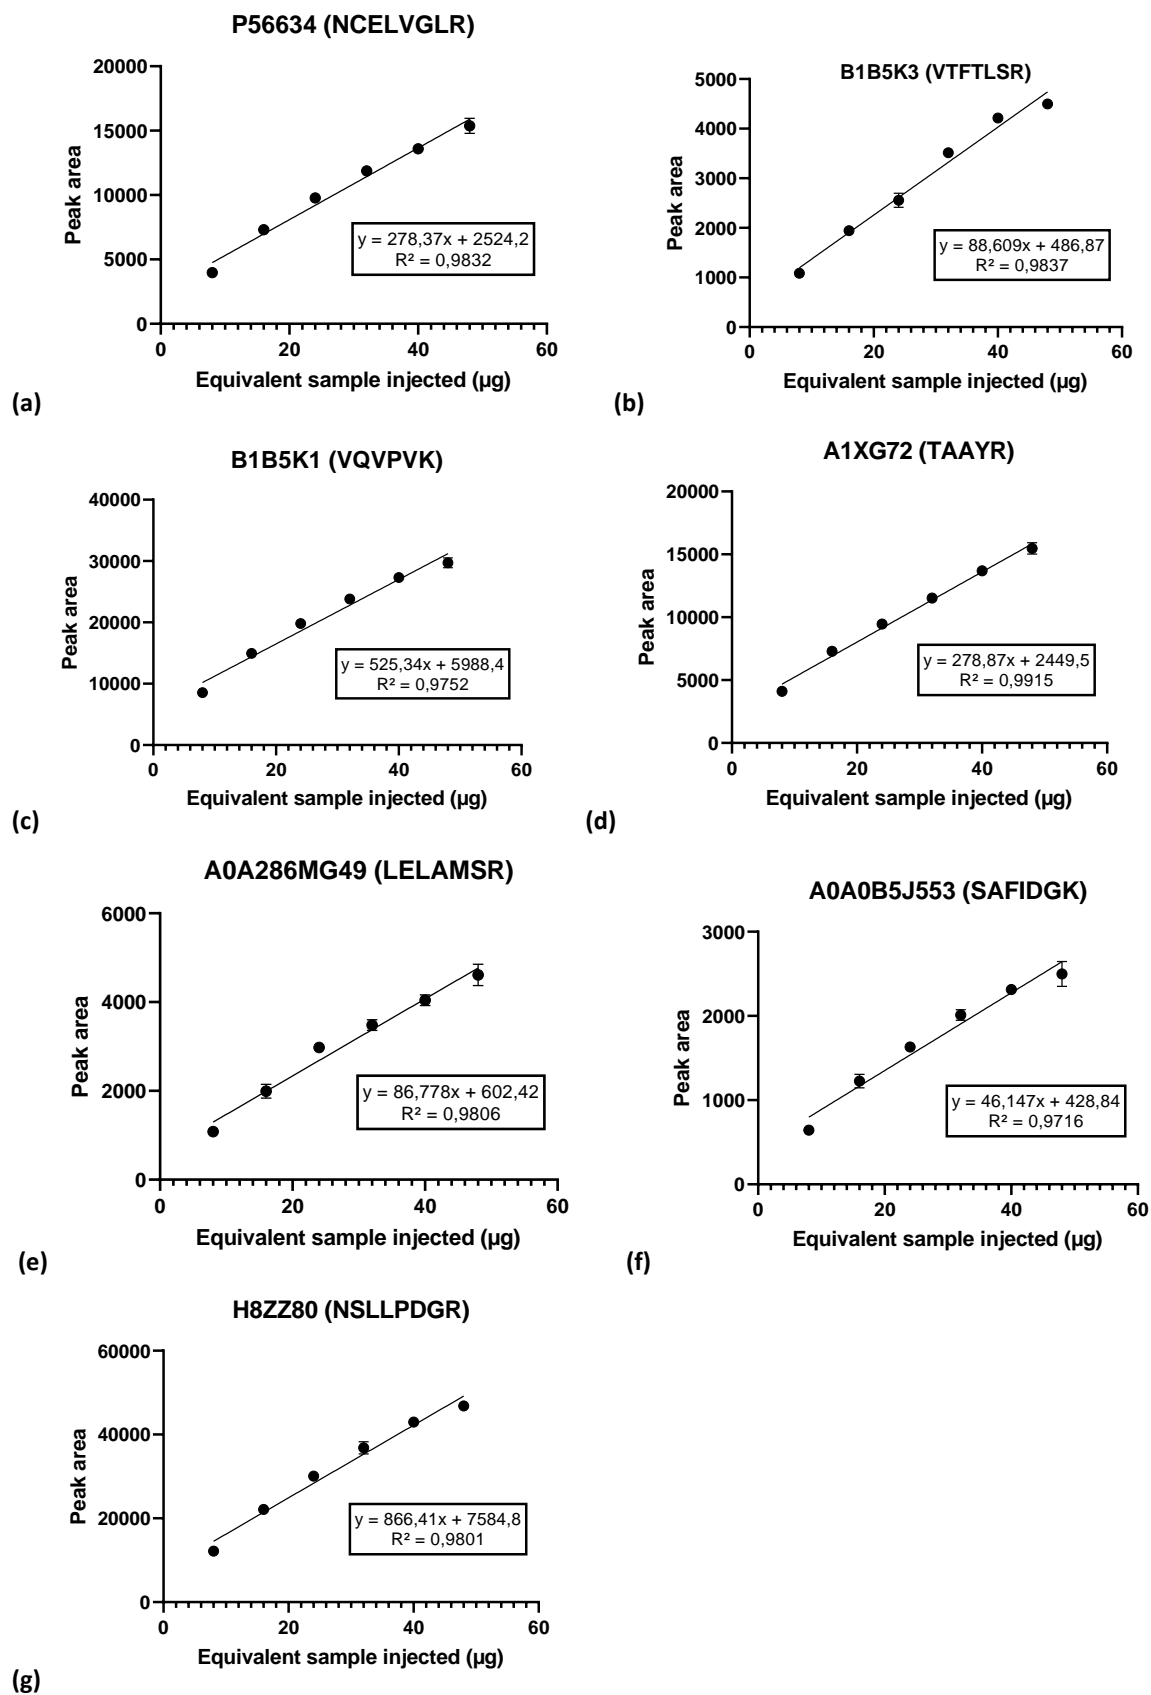 P56634 (NCELVGLR)
20000
15000
10000
5000
0
Peak area
y = 278,37x + 2524,2
R² = 0,9832
0 20 40 60
Equivalent sample injected (µg)
(a)
B1B5K3 (VTFTLSR)
5000
4000
3000
2000
1000
0
Peak area
y = 88,609x + 486,87
R² = 0,9837
0 20 40 60
Equivalent sample injected (µg)
(b)
B1B5K1 (VQVPVK)
40000
30000
20000
10000
0
Peak area
y = 525,34x + 5988,4
R² = 0,9752
0 20 40 60
Equivalent sample injected (µg)
(c)
A1XG72 (TAAYR)
20000
15000
10000
5000
0
Peak area
y = 278,87x + 2449,5
R² = 0,9915
0 20 40 60
Equivalent sample injected (µg)
(d)
A0A286MG49 (LELAMSR)
6000
4000
2000
0
Peak area
y = 86,778x + 602,42
R² = 0,9806
0 20 40 60
Equivalent sample injected (µg)
(e)
A0A0B5J553 (SAFIDGK)
3000
2000
1000
0
Peak area
y = 46,147x + 428,84
R² = 0,9716
0 20 40 60
Equivalent sample injected (µg)
(f)
H8ZZ80 (NSLLPDGR)
60000
40000
20000
0
Peak area
y = 866,41x + 7584,8
R² = 0,9801
0 20 40 60
Equivalent sample injected (µg)
(g)